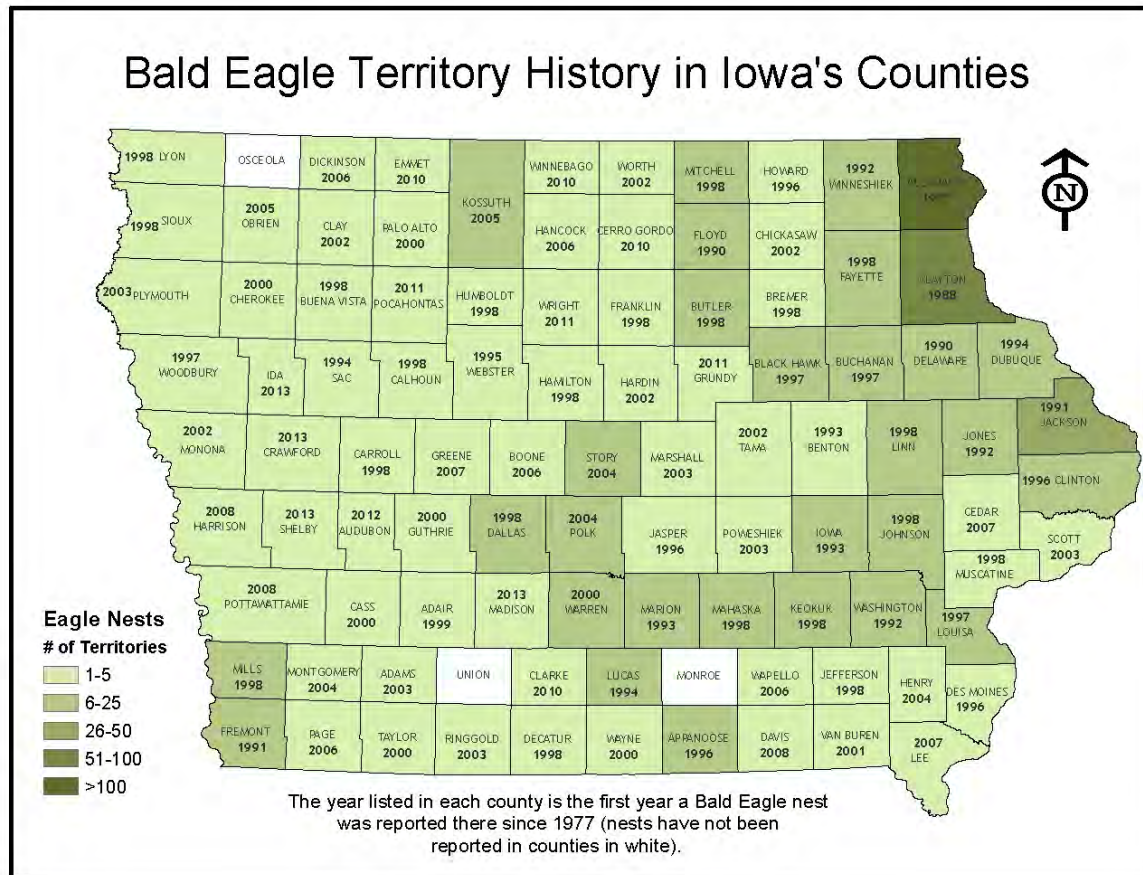 Bald Eagle Territory History in Iowa's Counties
1998 LYON
OSCEOLA
DICKINSON
2006
EMMET
2010
KOSSUTH
2005
WINNEBAGO
2010
WORTH
2002
MITCHELL
1998
HOWARD
1996
1992
WINNESHIEK
N
1998 SIOUX
2005
OBRIEN
CLAY
2002
PALO ALTO
2000
HANCOCK
2006
CERRO GORDO
2010
FLOYD
1990
CHICKASAW
2002
1998
FAYETTE
CLAYTON
1988
2003 PLYMOUTH
2000
CHEROKEE
1998
BUENA VISTA
2011
POCAHONTAS
HUMBOLDT
1998
WRIGHT
2011
FRANKLIN
1998
BUTLER
1998
BREMER
1998
1997
WOODBURY
IDA
2013
1994
SAC
1998
CALHOUN
1995
WEBSTER
HAMILTON
1998
HARDIN
2002
2011
GRUNDY
BLACK HAWK
1997
BUCHANAN
1997
1990
DELAWARE
1994
DUBUQUE
2002
MONONA
2013
CRAWFORD
CARROLL
1998
GREENE
2007
BOONE
2006
STORY
2004
MARSHALL
2003
2002
TAMA
1993
BENTON
1998
LINN
JONES
1992
1991
JACKSON
1996 CLINTON
2008
HARRISON
2013
SHELBY
2012
AUDUBON
2000
GUTHRIE
1998
DALLAS
2004
POLK
JASPER
1996
POWESHIEK
2003
IOWA
1993
1998
JOHNSON
CEDAR
2007
SCOTT
2003
1998
MUSCATINE
2008
POTTAWATTAMIE
CASS
2000
ADAIR
1999
2013
MADISON
2000
WARREN
MARION
1993
MAHASKA
1998
KEOKUK
1998
WASHINGTON
1992
1997
LOUISA
MILLS
1998
MONTGOMERY
2004
ADAMS
2003
UNION
CLARKE
2010
LUCAS
1994
MONROE
WAPELLO
2006
JEFFERSON
1998
HENRY
2004
DES MOINES
1996
FREMONT
1991
PAGE
2006
TAYLOR
2000
RINGGOLD
2003
DECATUR
1998
WAYNE
2000
APPANOOSE
1996
DAVIS
2008
VAN BUREN
2001
2007
LEE
Eagle Nests
# of Territories
1-5
6-25
26-50
51-100
>100
The year listed in each county is the first year a Bald Eagle nest
was reported there since 1977 (nests have not been
reported in counties in white).